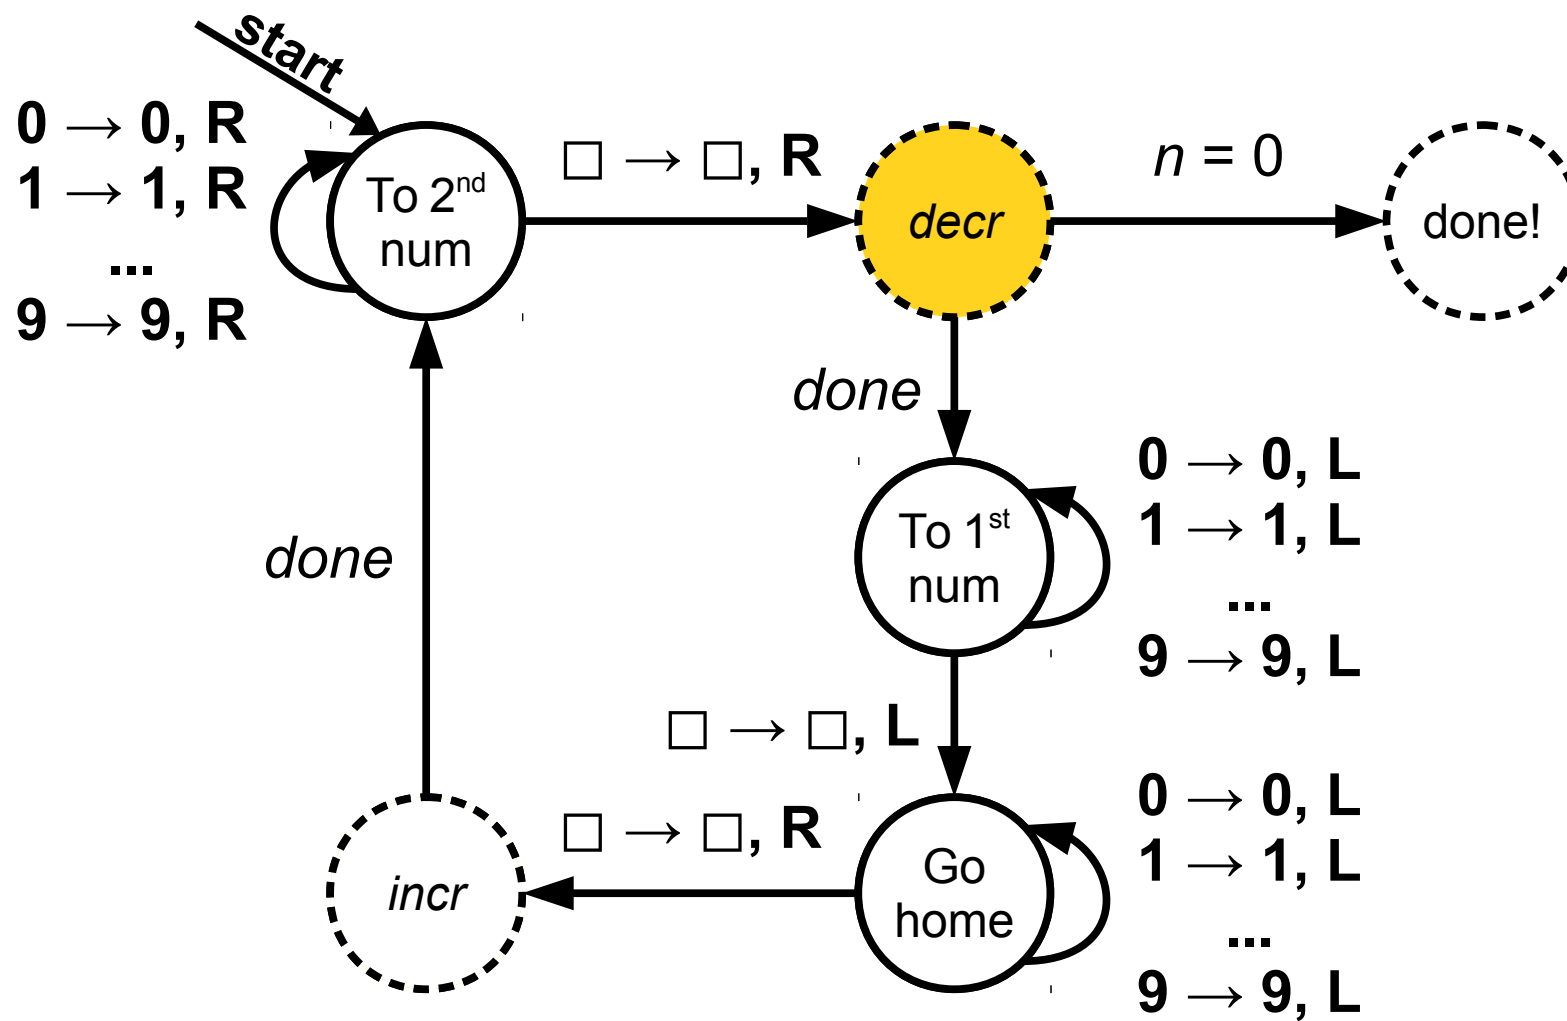 start
0 → 0, R
1 → 1, R
...
9 → 9, R
To 2nd
num
□ → □, R
decr
n = 0
done!
done
To 1st
num
0 → 0, L
1 → 1, L
...
9 → 9, L
done
□ → □, L
Go
home
0 → 0, L
1 → 1, L
...
9 → 9, L
□ → □, R
incr